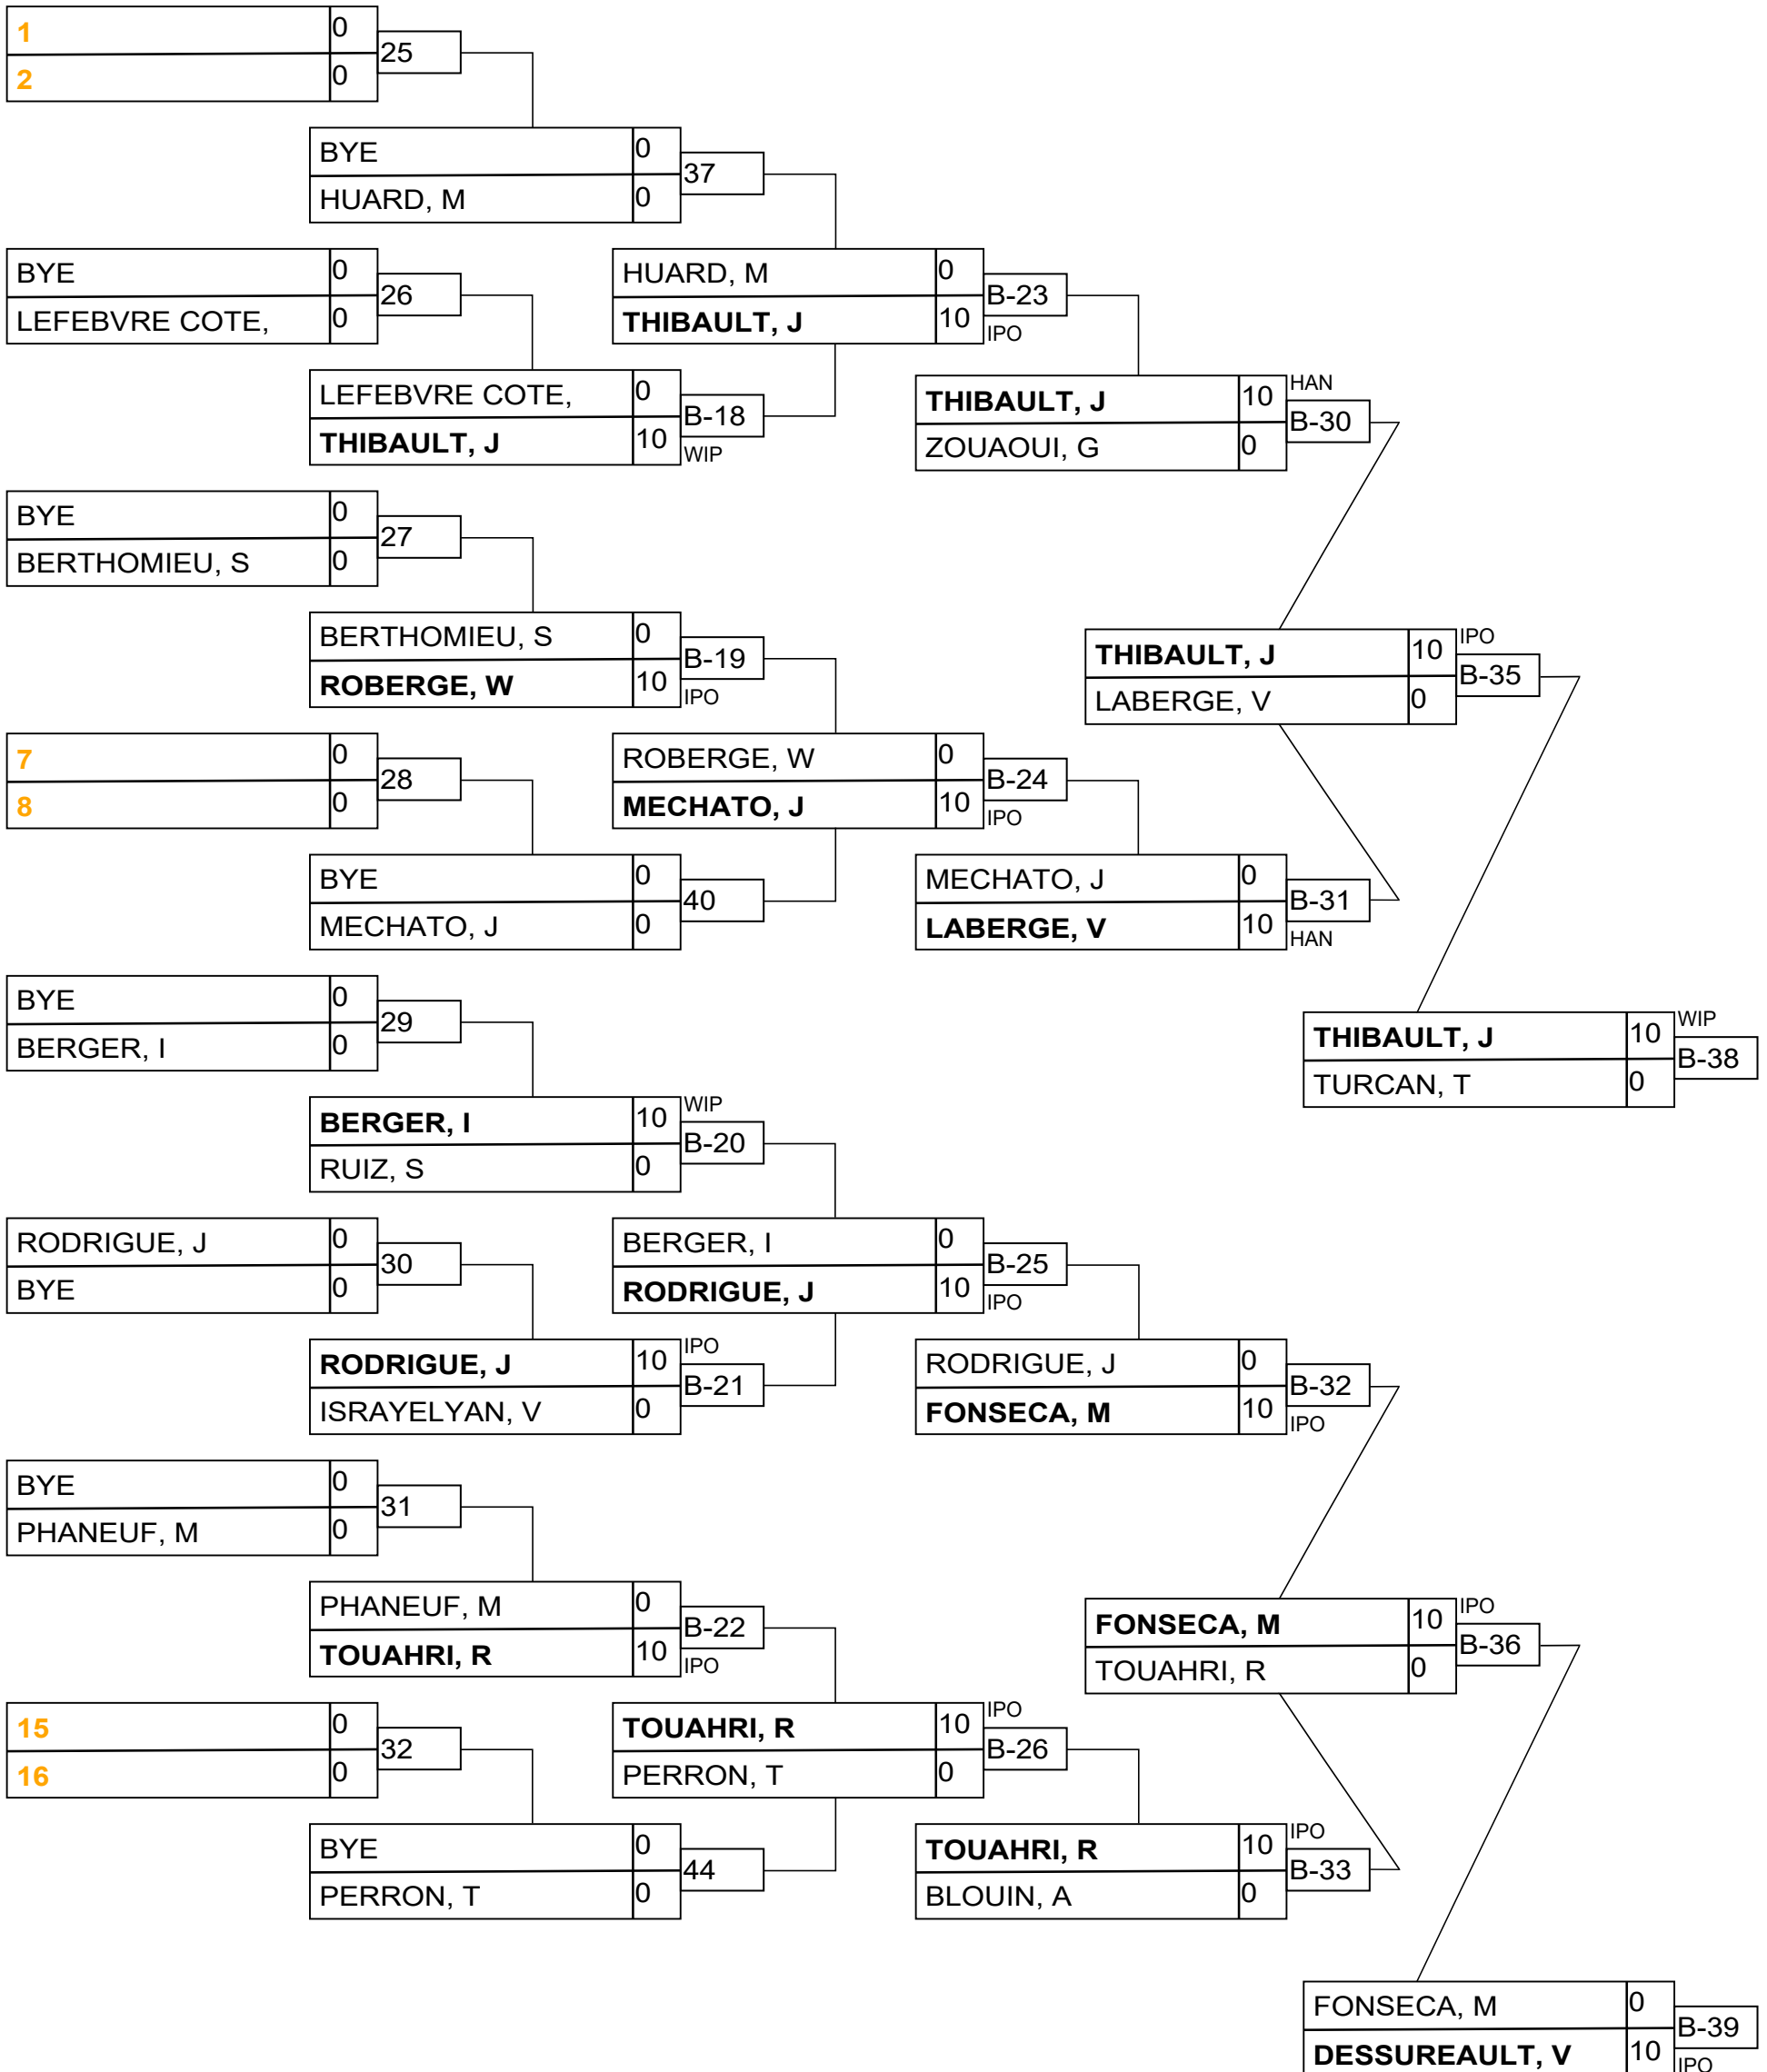 1 0
25
2 0
BYE 0
37
HUARD, M 0
BYE 0
26
LEFEBVRE COTE, 0
HUARD, M 0
B-23
THIBAULT, J 10
IPO
LEFEBVRE COTE, 0
B-18
THIBAULT, J 10
WIP
THIBAULT, J 10
HAN
B-30
ZOUAOUI, G 0
BYE 0
27
BERTHOMIEU, S 0
BERTHOMIEU, S 0
B-19
ROBERGE, W 10
IPO
THIBAULT, J 10
IPO
B-35
LABERGE, V 0
7 0
28
8 0
ROBERGE, W 0
B-24
MECHATO, J 10
IPO
BYE 0
40
MECHATO, J 0
MECHATO, J 0
B-31
LABERGE, V 10
HAN
BYE 0
29
BERGER, I 0
THIBAULT, J 10
WIP
B-38
TURCAN, T 0
BERGER, I 10
WIP
B-20
RUIZ, S 0
RODRIGUE, J 0
30
BYE 0
BERGER, I 0
B-25
RODRIGUE, J 10
IPO
RODRIGUE, J 10
IPO
B-21
ISRAYELYAN, V 0
RODRIGUE, J 0
B-32
FONSECA, M 10
IPO
BYE 0
31
PHANEUF, M 0
PHANEUF, M 0
B-22
TOUAHRI, R 10
IPO
FONSECA, M 10
IPO
B-36
TOUAHRI, R 0
15 0
32
16 0
TOUAHRI, R 10
IPO
B-26
PERRON, T 0
BYE 0
44
PERRON, T 0
TOUAHRI, R 10
IPO
B-33
BLOUIN, A 0
FONSECA, M 0
B-39
DESSUREAULT, V 10
IPO